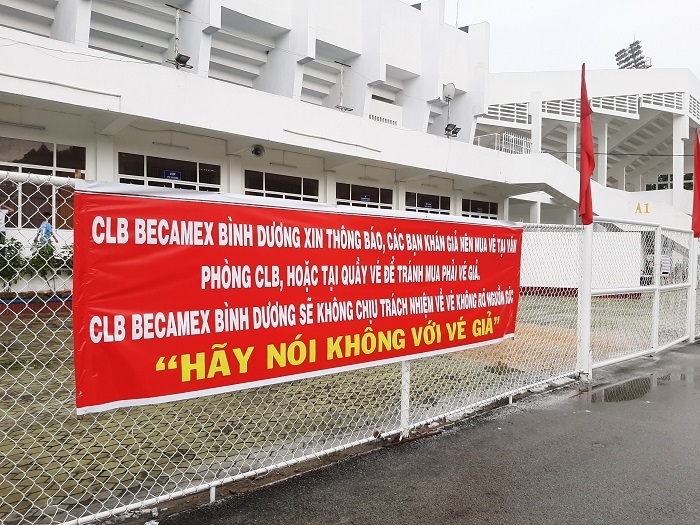 CLB BECAMEX BÌNH DƯƠNG XIN THÔNG BÁO, CÁC BẠN KHÁN GIẢ NÊN MUA VÉ TẠI VĂN
PHÒNG CLB, HOẶC TẠI QUẦY VÉ ĐỂ TRÁNH MUA PHẢI VÉ GIẢ.
CLB BECAMEX BÌNH DƯƠNG SẼ KHÔNG CHỊU TRÁCH NHIỆM VỀ VÉ KHÔNG RÕ NGUỒN GỐC
"HÃY NÓI KHÔNG VỚI VÉ GIẢ"
A1